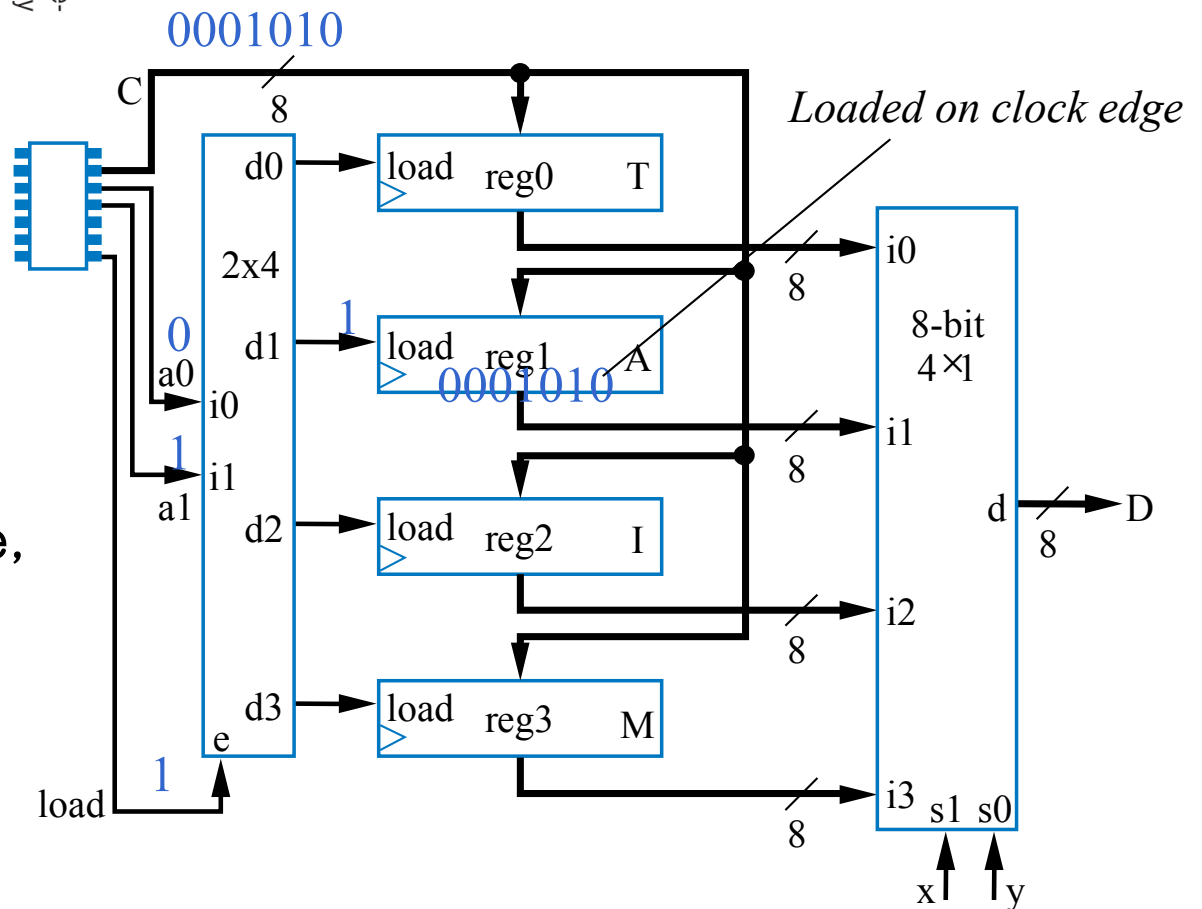 0001010
C
8
Loaded on clock edge
d0
load
reg0
T
i0
8
2x4
8-bit
4×1
0
a0
i0
d1
1
load
reg1
A
0001010
i1
8
1
i1
a1
d2
load
reg2
I
d
8
D
e,
i2
8
d3
load
reg3
M
e
1
load
i3
8
s1 s0
x
y